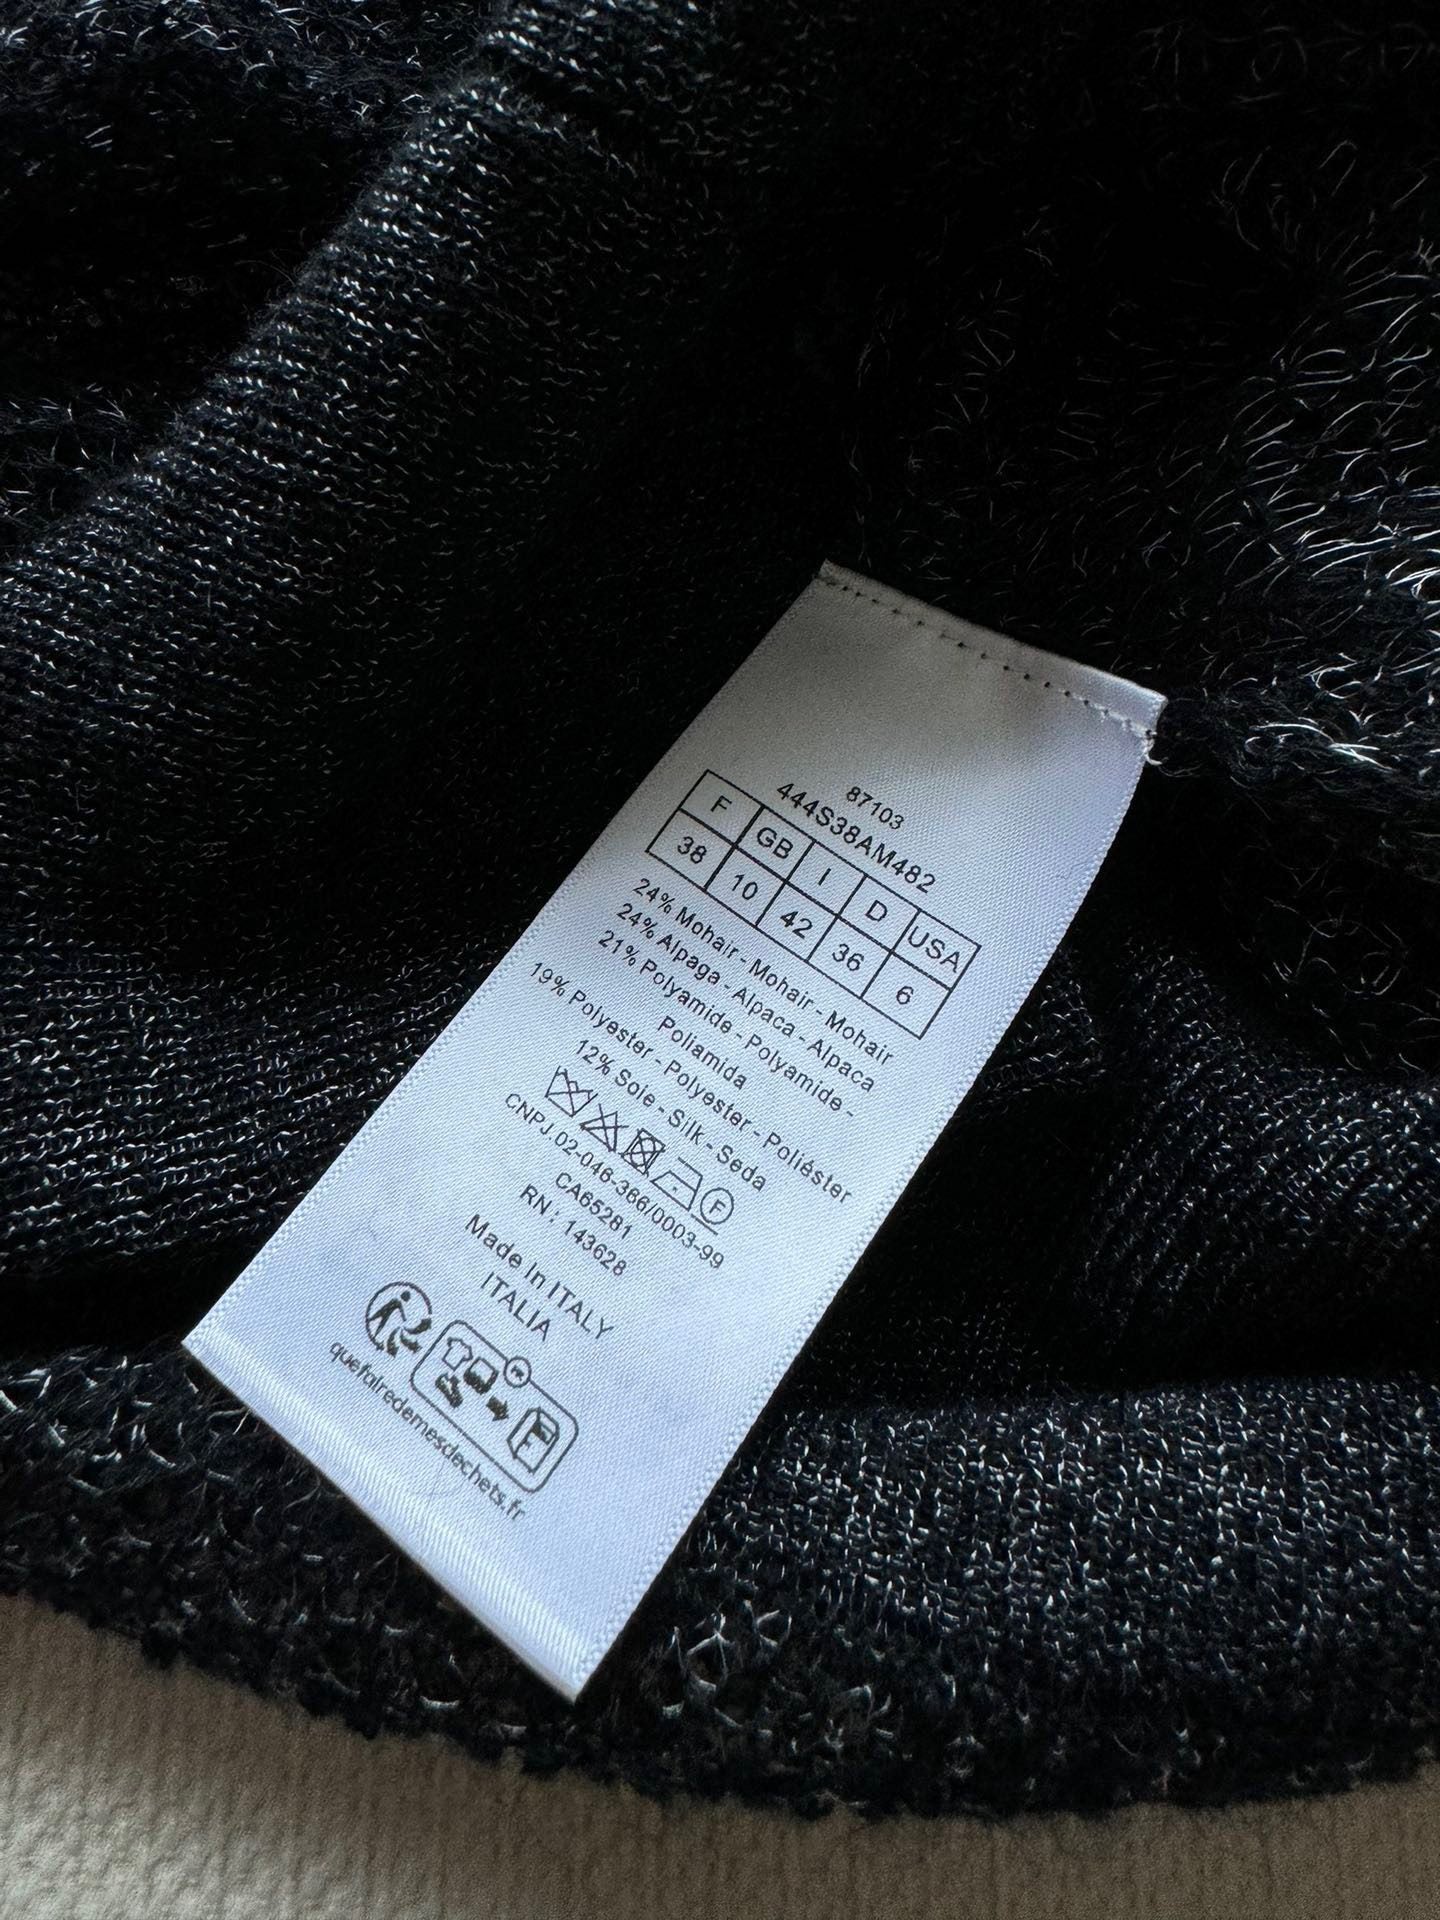 87103
444S38AM482
F GB I D USA
38 10 42 36 6
24% Mohair - Mohair - Mohair
24% Alpaga - Alpaca - Alpaca
21% Polyamide - Polyamide -
Poliamida
19% Polyester - Polyester - Poliéster
12% Soie - Silk - Seda
F
CNPJ.02-046-366/0003-99
CA65281
RN : 143628
Made In ITALY
ITALIA
FR
quefairedemesdechets.fr